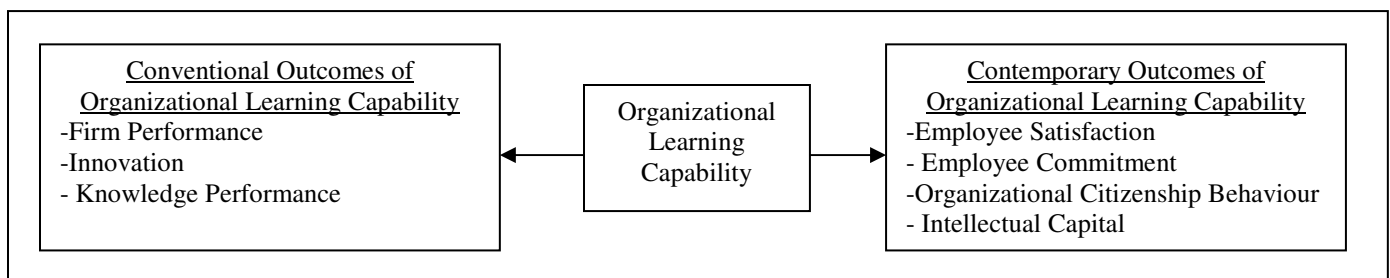 Conventional Outcomes of
Organizational Learning Capability
-Firm Performance
-Innovation
- Knowledge Performance
Organizational
Learning
Capability
Contemporary Outcomes of
Organizational Learning Capability
-Employee Satisfaction
- Employee Commitment
-Organizational Citizenship Behaviour
- Intellectual Capital